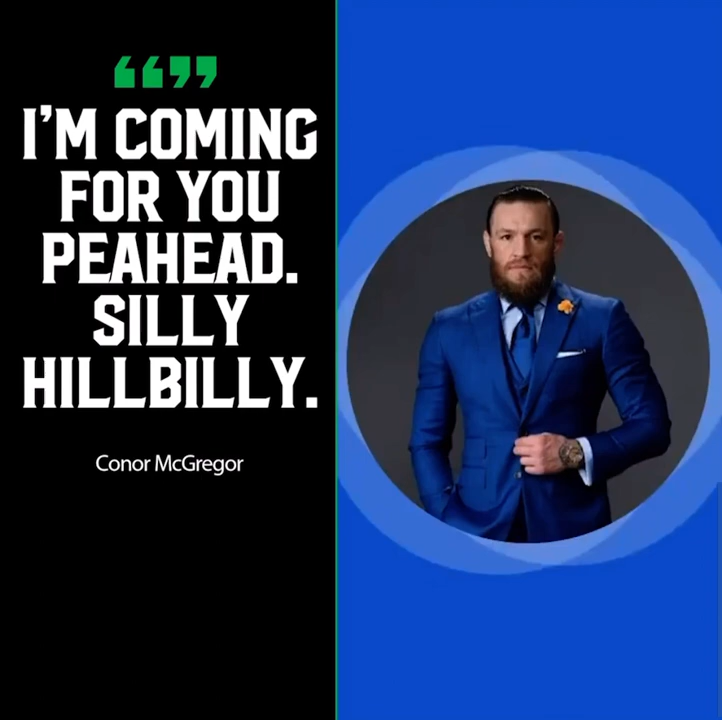 ““””
I’M COMING
FOR YOU
PEAHEAD.
SILLY
HILLBILLY.
Conor McGregor